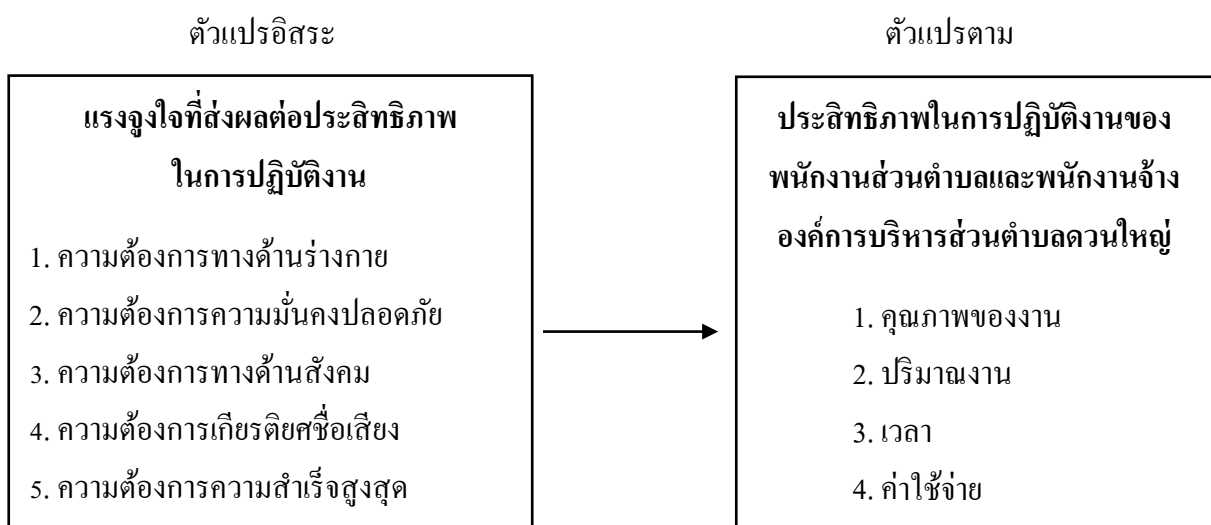 ตัวแปรอิสระ
ตัวแปรตาม
แรงจูงใจที่ส่งผลต่อประสิทธิภาพ
ในการปฏิบัติงาน
1. ความต้องการทางด้านร่างกาย
2. ความต้องการความมั่นคงปลอดภัย
3. ความต้องการทางด้านสังคม
4. ความต้องการเกียรติยศชื่อเสียง
5. ความต้องการความสำเร็จสูงสุด
ประสิทธิภาพในการปฏิบัติงานของ
พนักงานส่วนตำบลและพนักงานจ้าง
องค์การบริหารส่วนตำบลดวนใหญ่
1. คุณภาพของงาน
2. ปริมาณงาน
3. เวลา
4. ค่าใช้จ่าย